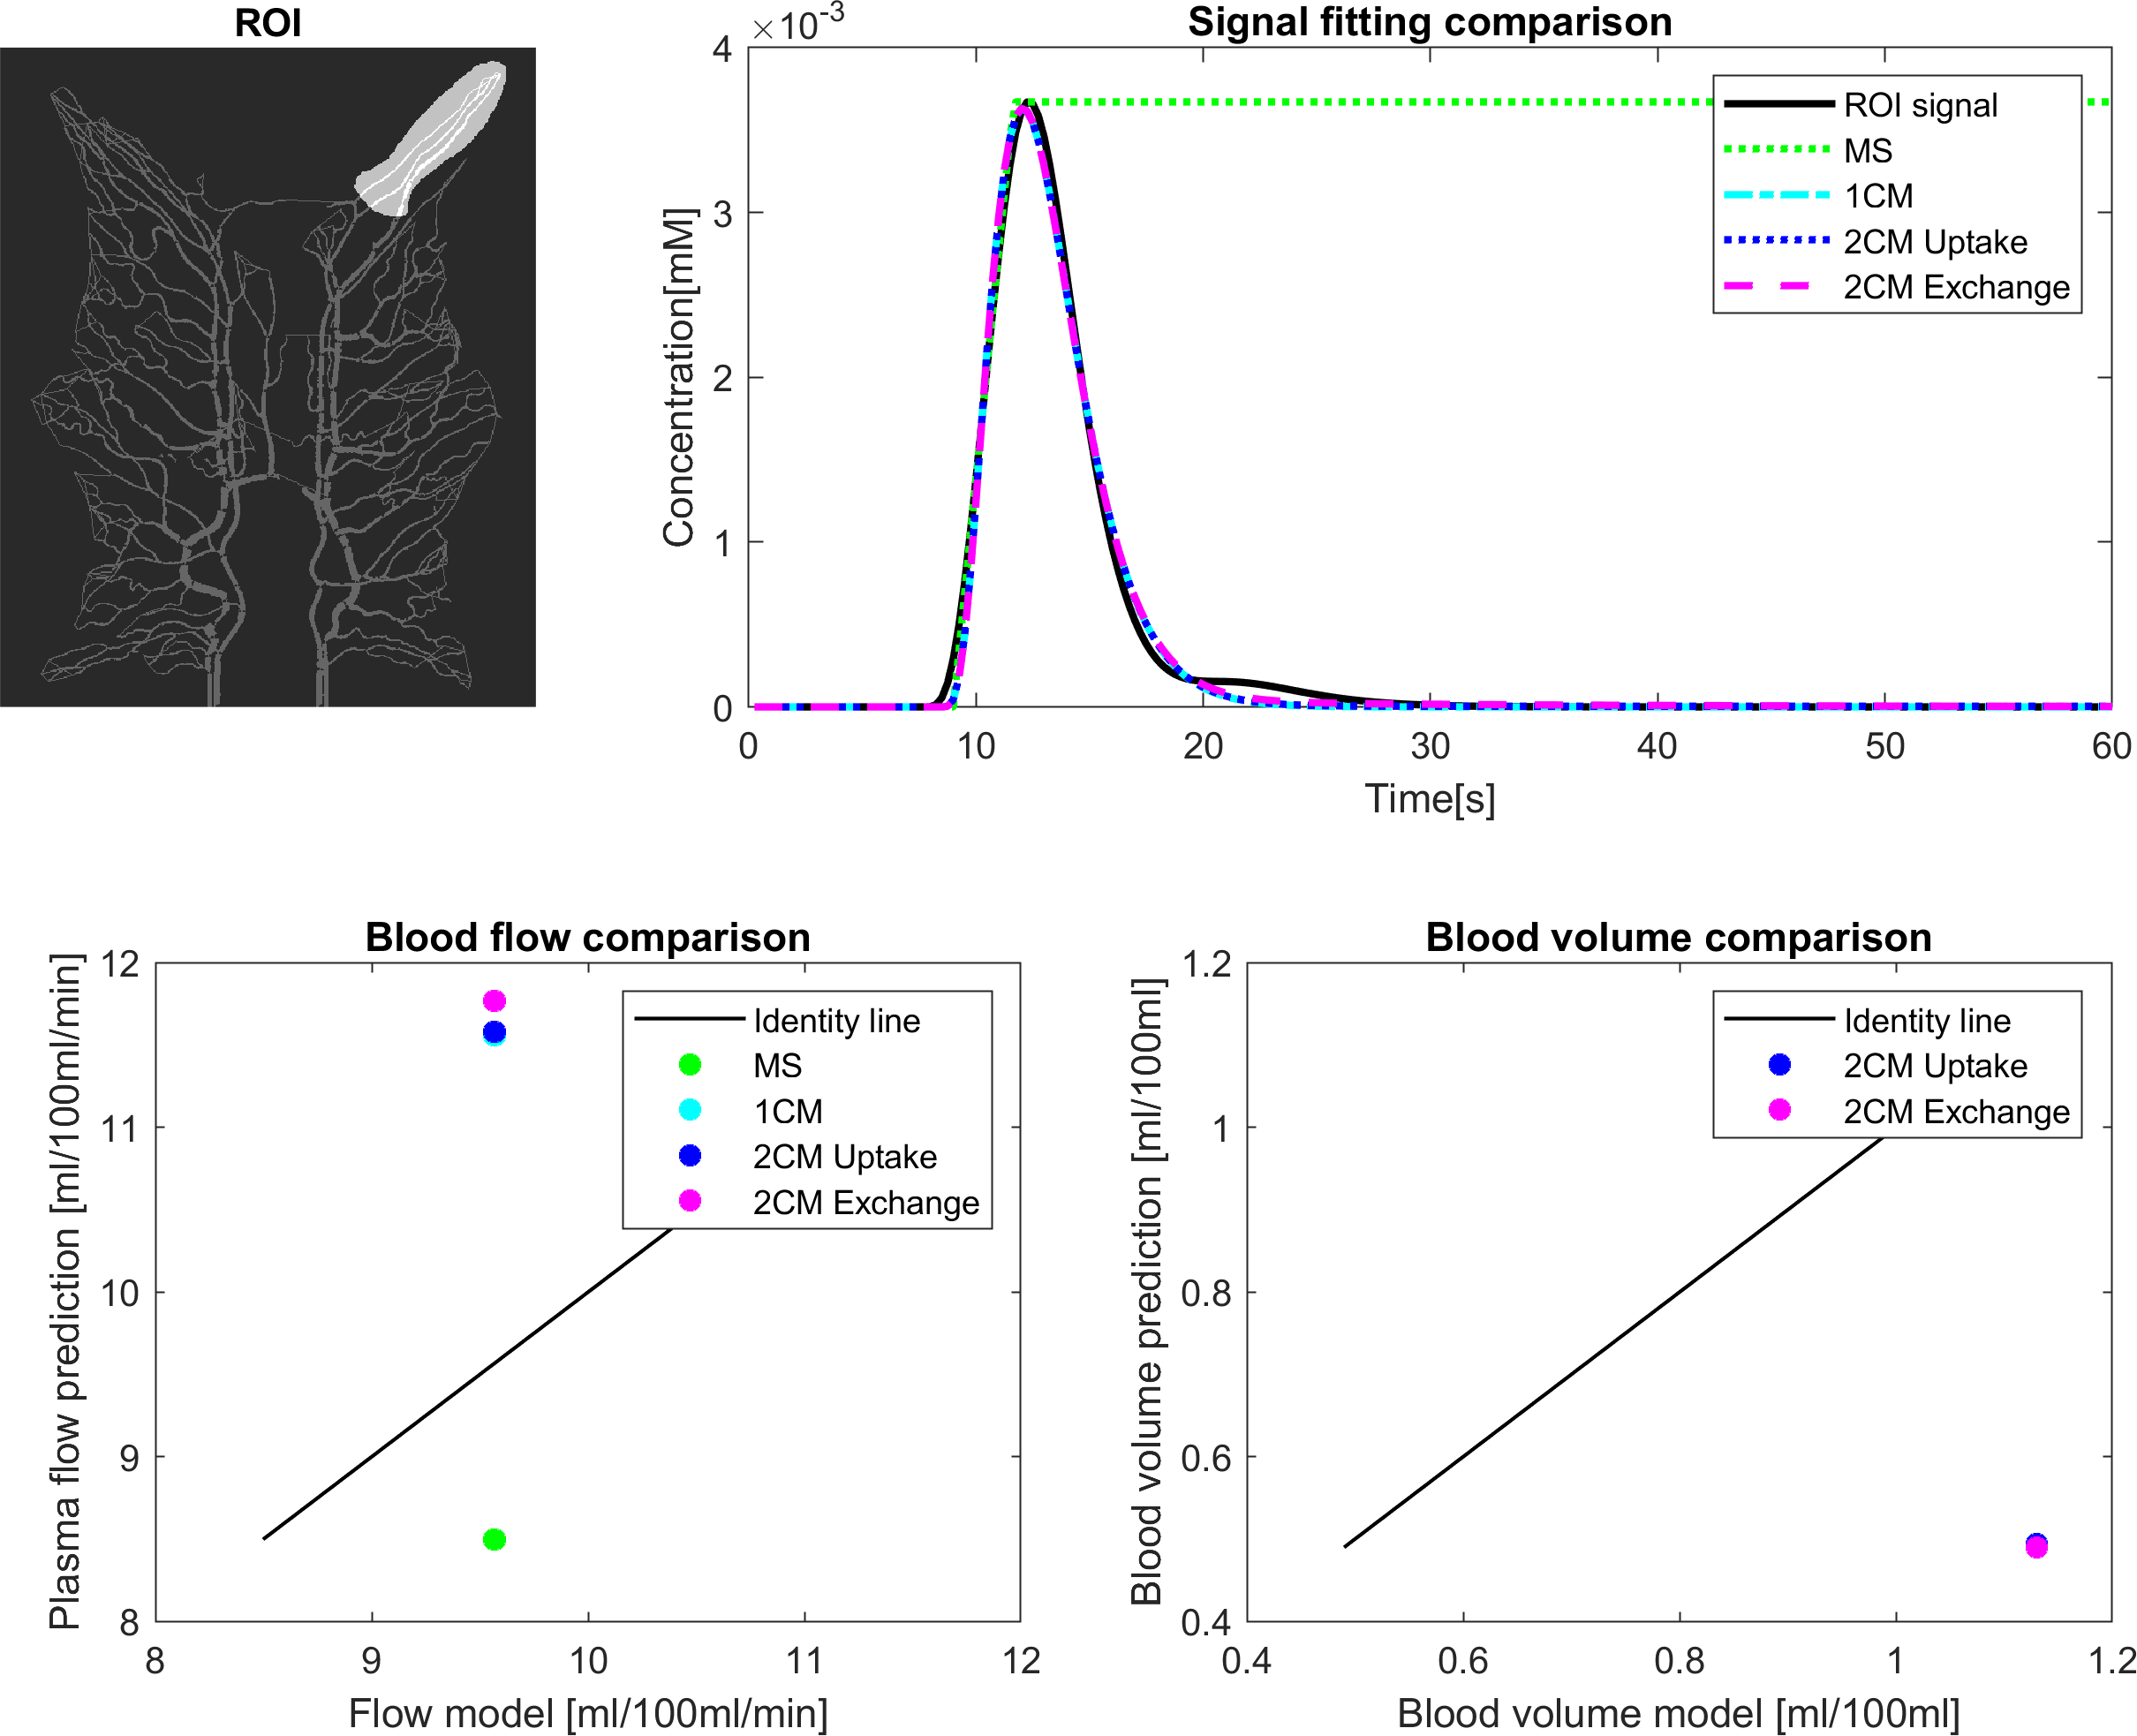 ROI
Signal fitting comparison
×10⁻³
4
3
2
1
0
Concentration[mM]
0 10 20 30 40 50 60
Time[s]
ROI signal
MS
1CM
2CM Uptake
2CM Exchange
Blood flow comparison
12
11
10
9
8
Plasma flow prediction [ml/100ml/min]
8 9 10 11 12
Flow model [ml/100ml/min]
Identity line
MS
1CM
2CM Uptake
2CM Exchange
Blood volume comparison
1.2
1
0.8
0.6
0.4
Blood volume prediction [ml/100ml]
0.4 0.6 0.8 1 1.2
Blood volume model [ml/100ml]
Identity line
2CM Uptake
2CM Exchange